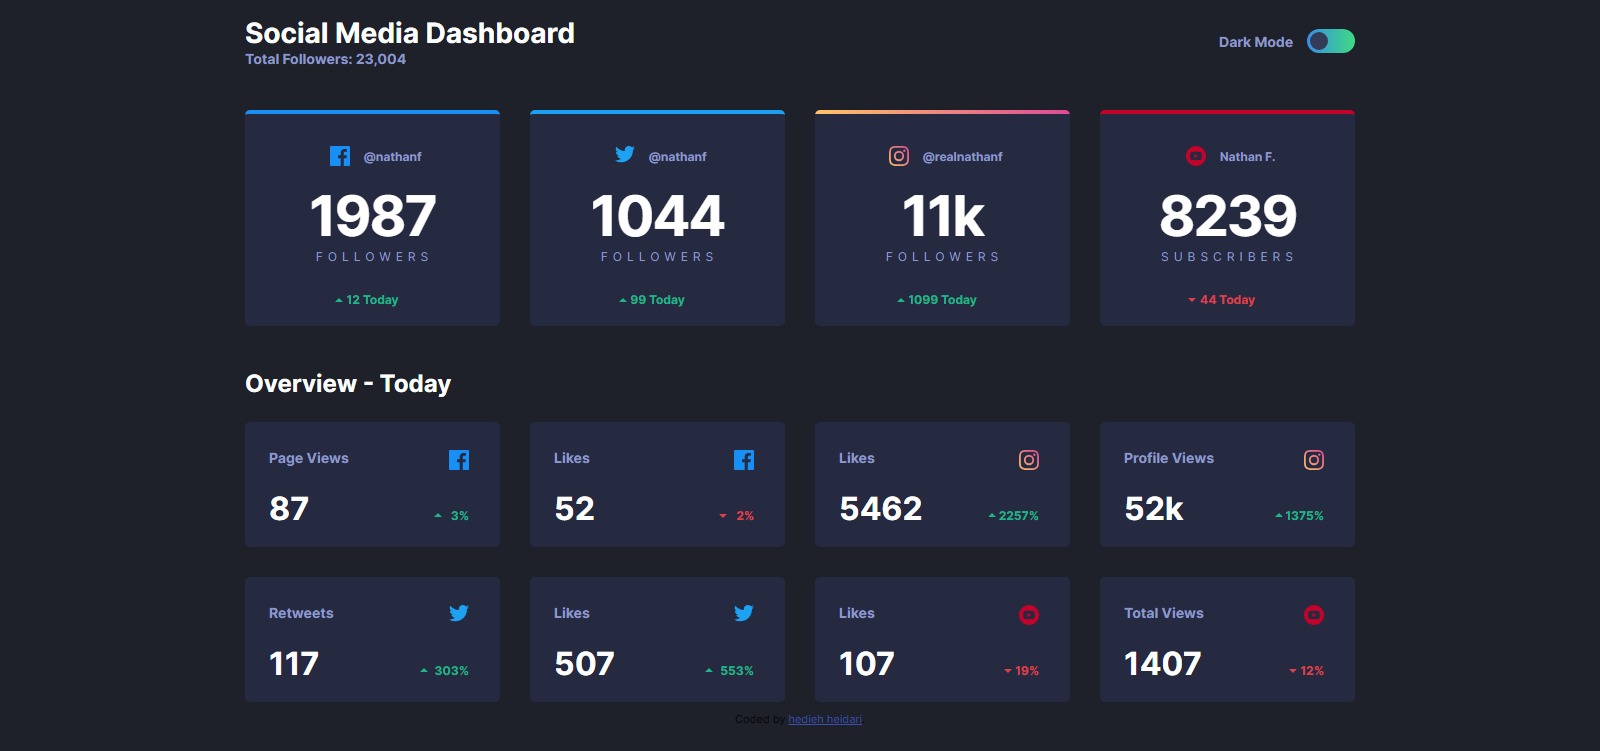 Social Media Dashboard
Total Followers: 23,004
Dark Mode
@nathanf
1987
FOLLOWERS
12 Today
@nathanf
1044
FOLLOWERS
99 Today
@realnathanf
11k
FOLLOWERS
1099 Today
Nathan F.
8239
SUBSCRIBERS
44 Today
Overview - Today
Page Views
87
3%
Likes
52
2%
Likes
5462
2257%
Profile Views
52k
1375%
Retweets
117
303%
Likes
507
553%
Likes
107
19%
Total Views
1407
12%
Coded by hedieh heidari